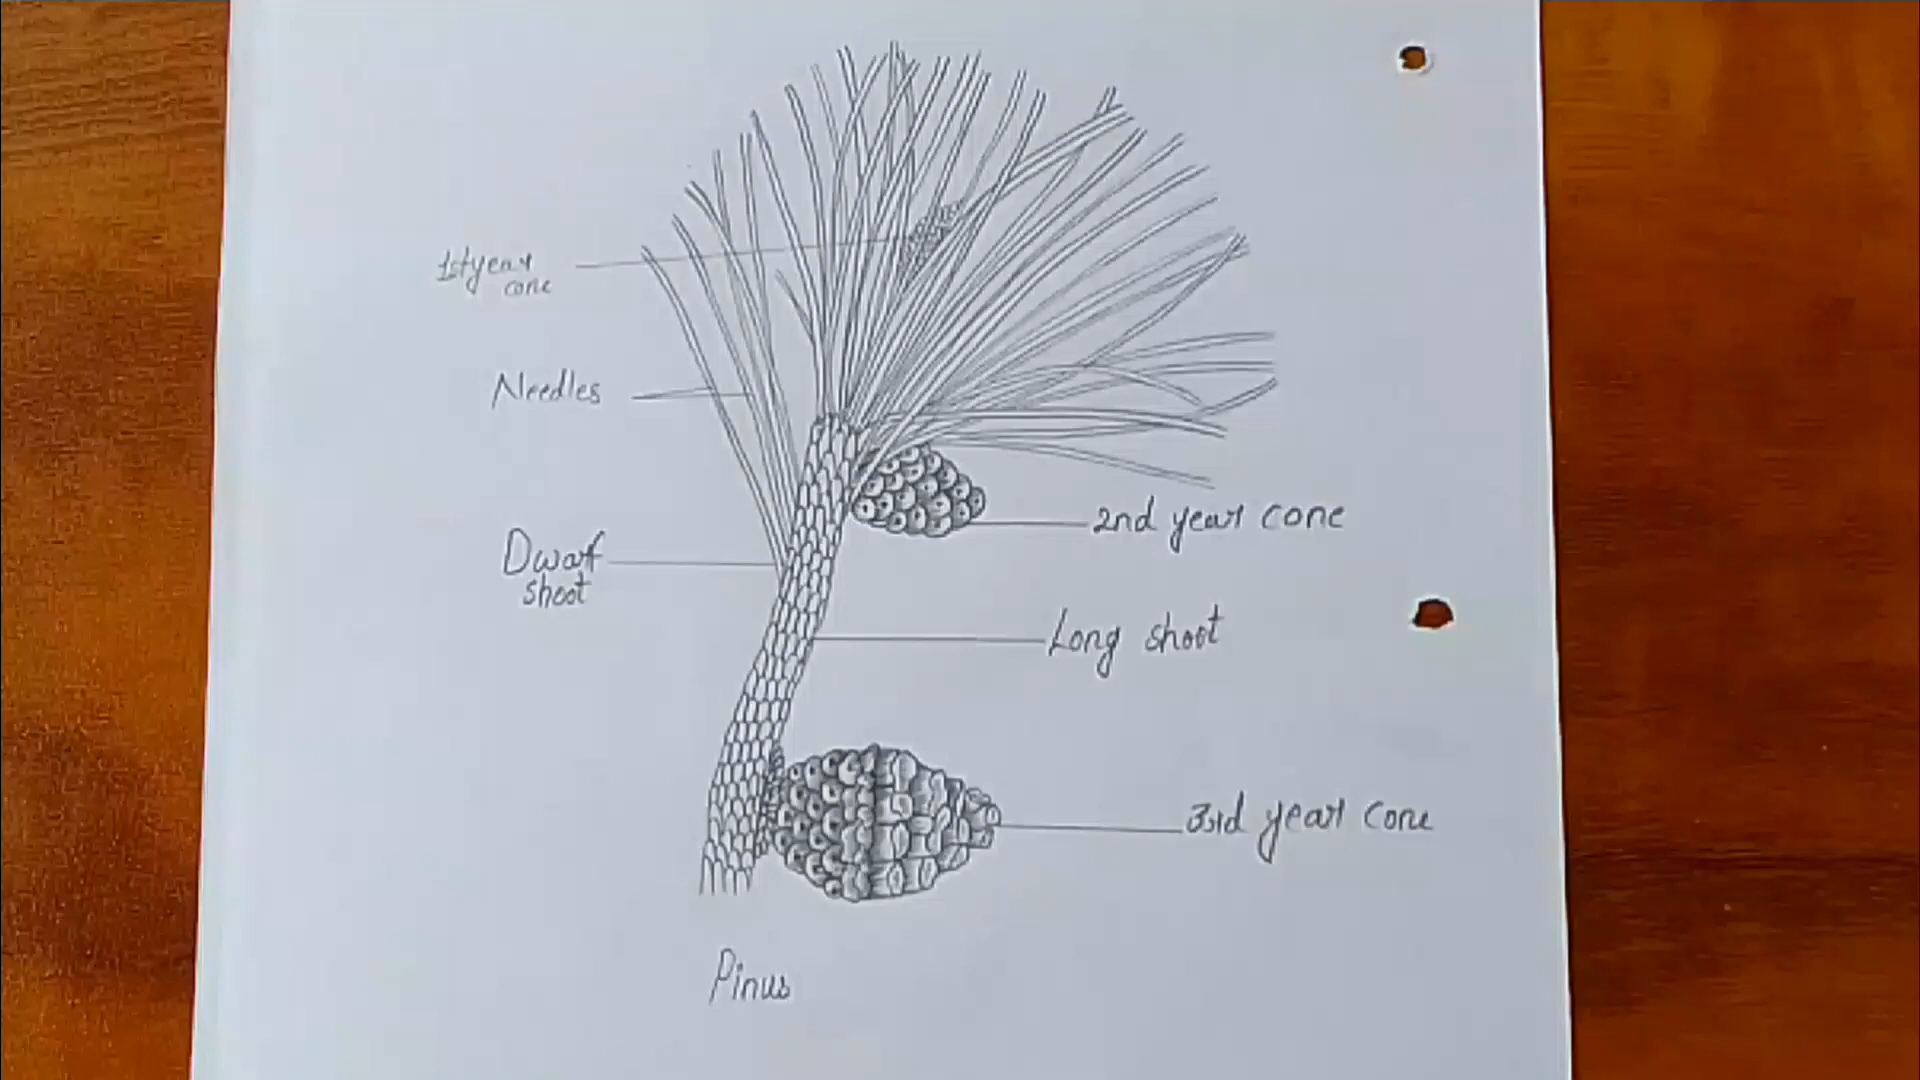 1st year
cone
Needles
Dwarf
shoot
2nd year cone
Long shoot
3rd year cone
Pinus